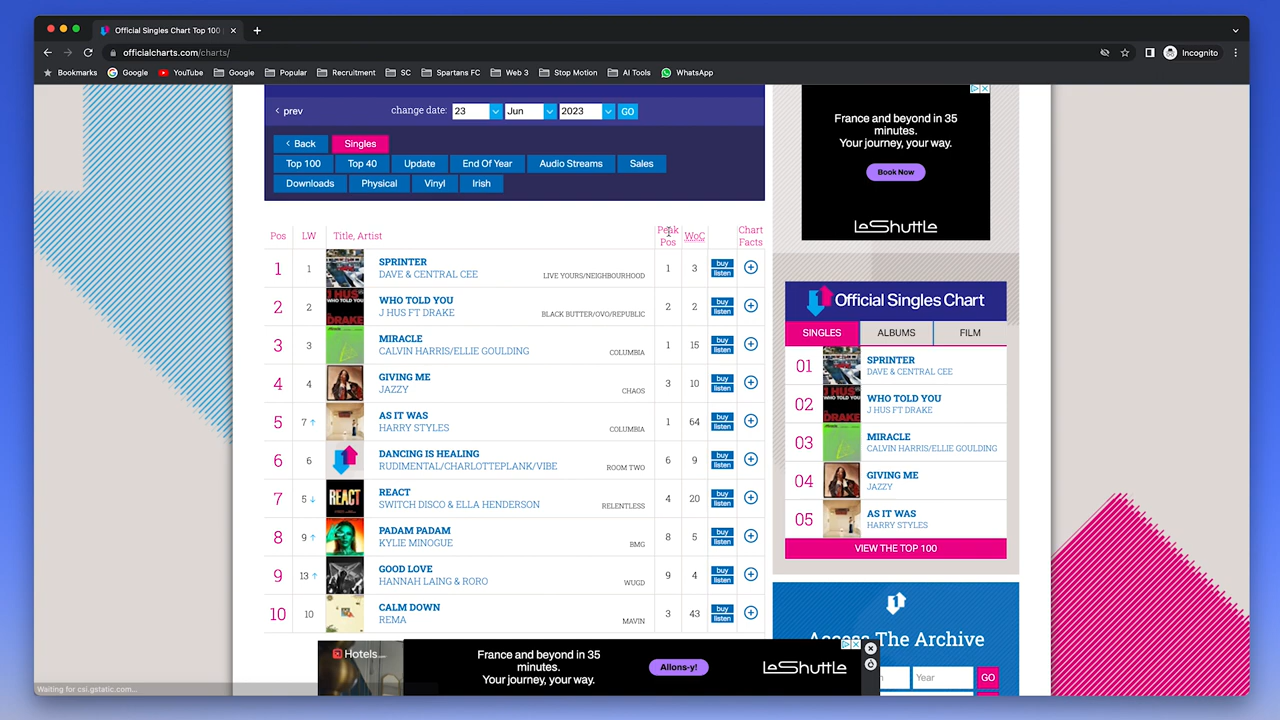 Official Singles Chart Top 100
officialcharts.com/charts/
Incognito
Bookmarks Google YouTube Google Popular Recruitment SC Spartans FC Web 3 Stop Motion AI Tools WhatsApp
prev change date: 23 Jun 2023 GO
Back Singles
Top 100 Top 40 Update End Of Year Audio Streams Sales
Downloads Physical Vinyl Irish
Pos LW Title, Artist Peak Pos WoC Chart Facts
1 1 SPRINTER 1 3 buy
DAVE & CENTRAL CEE LIVE YOURS/NEIGHBOURHOOD listen
2 2 WHO TOLD YOU 2 2 buy
J HUS FT DRAKE BLACK BUTTER/OVO/REPUBLIC listen
3 3 MIRACLE 1 15 buy
CALVIN HARRIS/ELLIE GOULDING COLUMBIA listen
4 4 GIVING ME 3 10 buy
JAZZY CHAOS listen
5 7 AS IT WAS 1 64 buy
HARRY STYLES COLUMBIA listen
6 6 DANCING IS HEALING 6 9 buy
RUDIMENTAL/CHARLOTTEPLANK/VIBE ROOM TWO listen
7 5 REACT 4 20 buy
SWITCH DISCO & ELLA HENDERSON RELENTLESS listen
8 9 PADAM PADAM 8 5 buy
KYLIE MINOGUE BMG listen
9 13 GOOD LOVE 9 4 buy
HANNAH LAING & RORO WUGD listen
10 10 CALM DOWN 3 43 buy
REMA MAVIN listen
France and beyond in 35
minutes.
Your journey, your way.
Book Now
LeShuttle
Official Singles Chart
SINGLES ALBUMS FILM
01 SPRINTER
DAVE & CENTRAL CEE
02 WHO TOLD YOU
J HUS FT DRAKE
03 MIRACLE
CALVIN HARRIS/ELLIE GOULDING
04 GIVING ME
JAZZY
05 AS IT WAS
HARRY STYLES
VIEW THE TOP 100
Access The Archive
Year GO
Hotels
France and beyond in 35
minutes.
Your journey, your way.
Allons-y!
LeShuttle
Waiting for csi.gstatic.com...